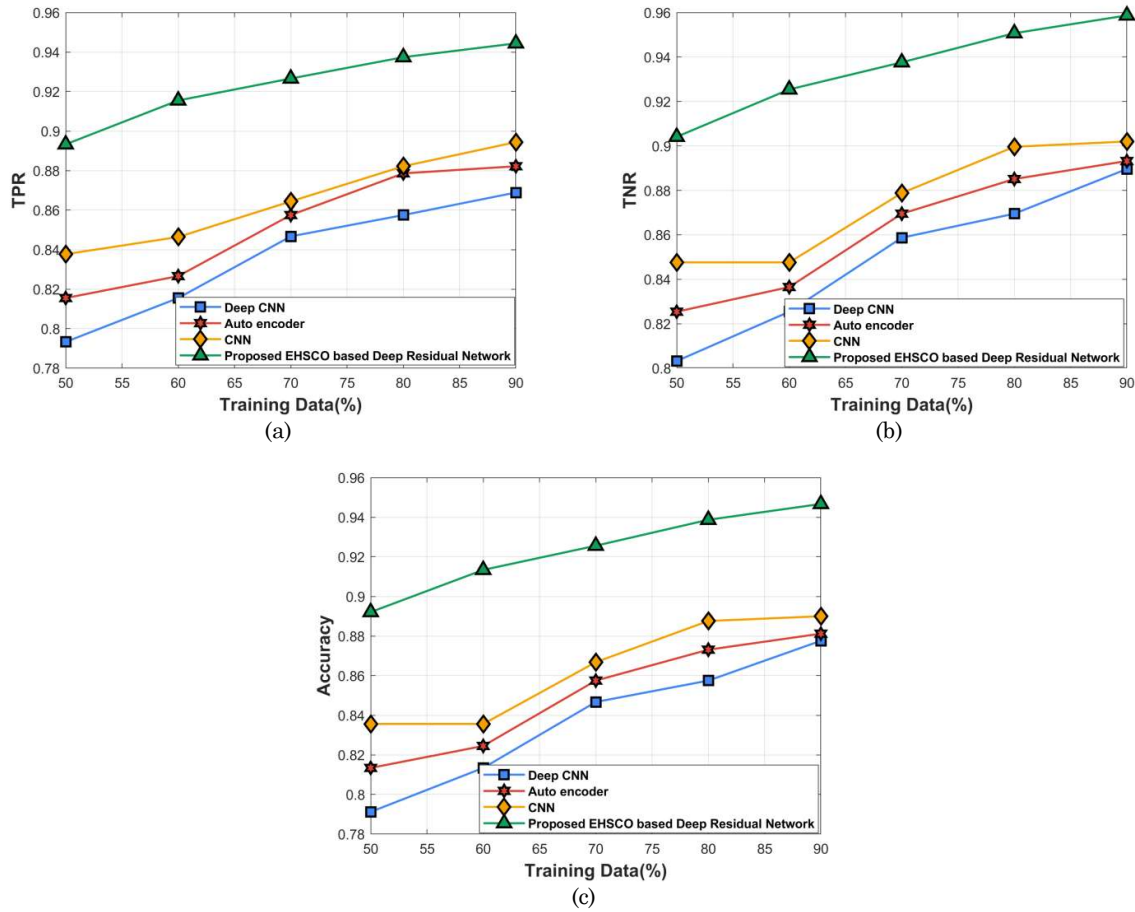 0.96
0.94
0.92
0.9
0.88
0.86
0.84
0.82
0.8
0.78
TPR
Deep CNN
Auto encoder
CNN
Proposed EHSCO based Deep Residual Network
50 55 60 65 70 75 80 85 90
Training Data(%)
(a)
0.96
0.94
0.92
0.9
0.88
0.86
0.84
0.82
0.8
TNR
Deep CNN
Auto encoder
CNN
Proposed EHSCO based Deep Residual Network
50 55 60 65 70 75 80 85 90
Training Data(%)
(b)
0.96
0.94
0.92
0.9
0.88
0.86
0.84
0.82
0.8
0.78
Accuracy
Deep CNN
Auto encoder
CNN
Proposed EHSCO based Deep Residual Network
50 55 60 65 70 75 80 85 90
Training Data(%)
(c)